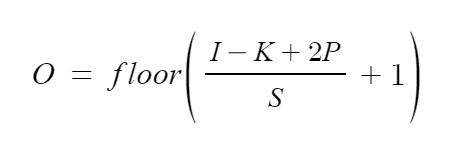 O = floor( (I − K + 2P) / S + 1 )